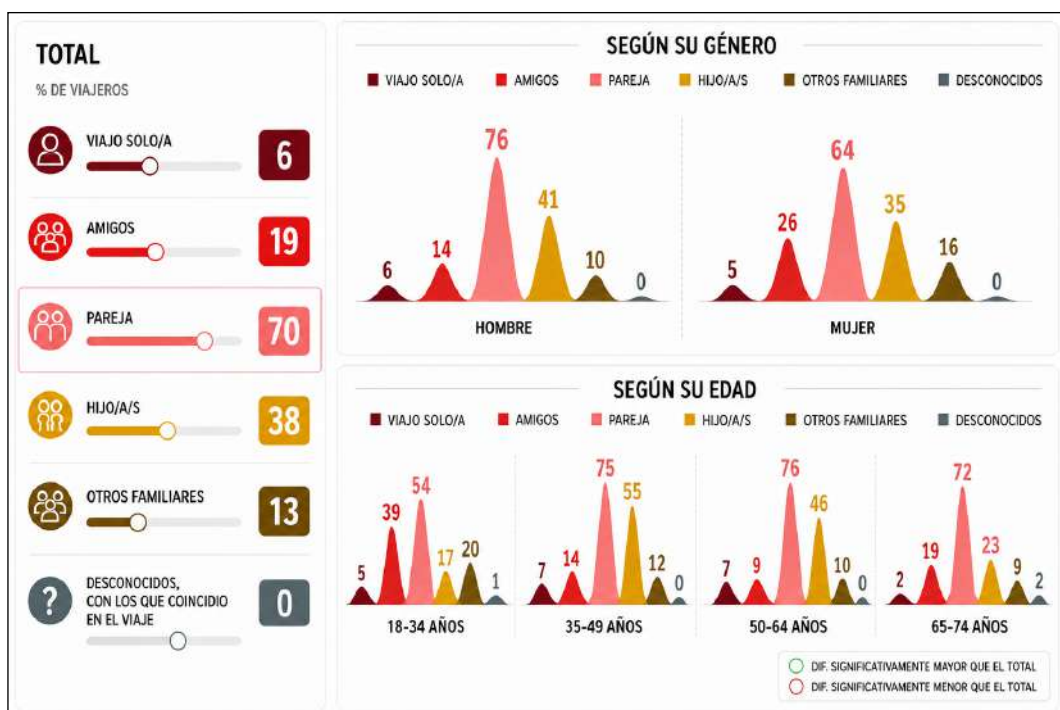 TOTAL
% DE VIAJEROS
VIAJO SOLO/A
6
AMIGOS
19
PAREJA
70
HIJO/A/S
38
OTROS FAMILIARES
13
?
DESCONOCIDOS,
CON LOS QUE COINCIDIO
EN EL VIAJE
0
SEGÚN SU GÉNERO
VIAJO SOLO/A AMIGOS PAREJA HIJO/A/S OTROS FAMILIARES DESCONOCIDOS
6 14 76 41 10 0
HOMBRE
5 26 64 35 16 0
MUJER
SEGÚN SU EDAD
VIAJO SOLO/A AMIGOS PAREJA HIJO/A/S OTROS FAMILIARES DESCONOCIDOS
5 39 54 17 20 1
18-34 AÑOS
7 14 75 55 12 0
35-49 AÑOS
7 9 76 46 10 0
50-64 AÑOS
2 19 72 23 9 2
65-74 AÑOS
DIF. SIGNIFICATIVAMENTE MAYOR QUE EL TOTAL
DIF. SIGNIFICATIVAMENTE MENOR QUE EL TOTAL